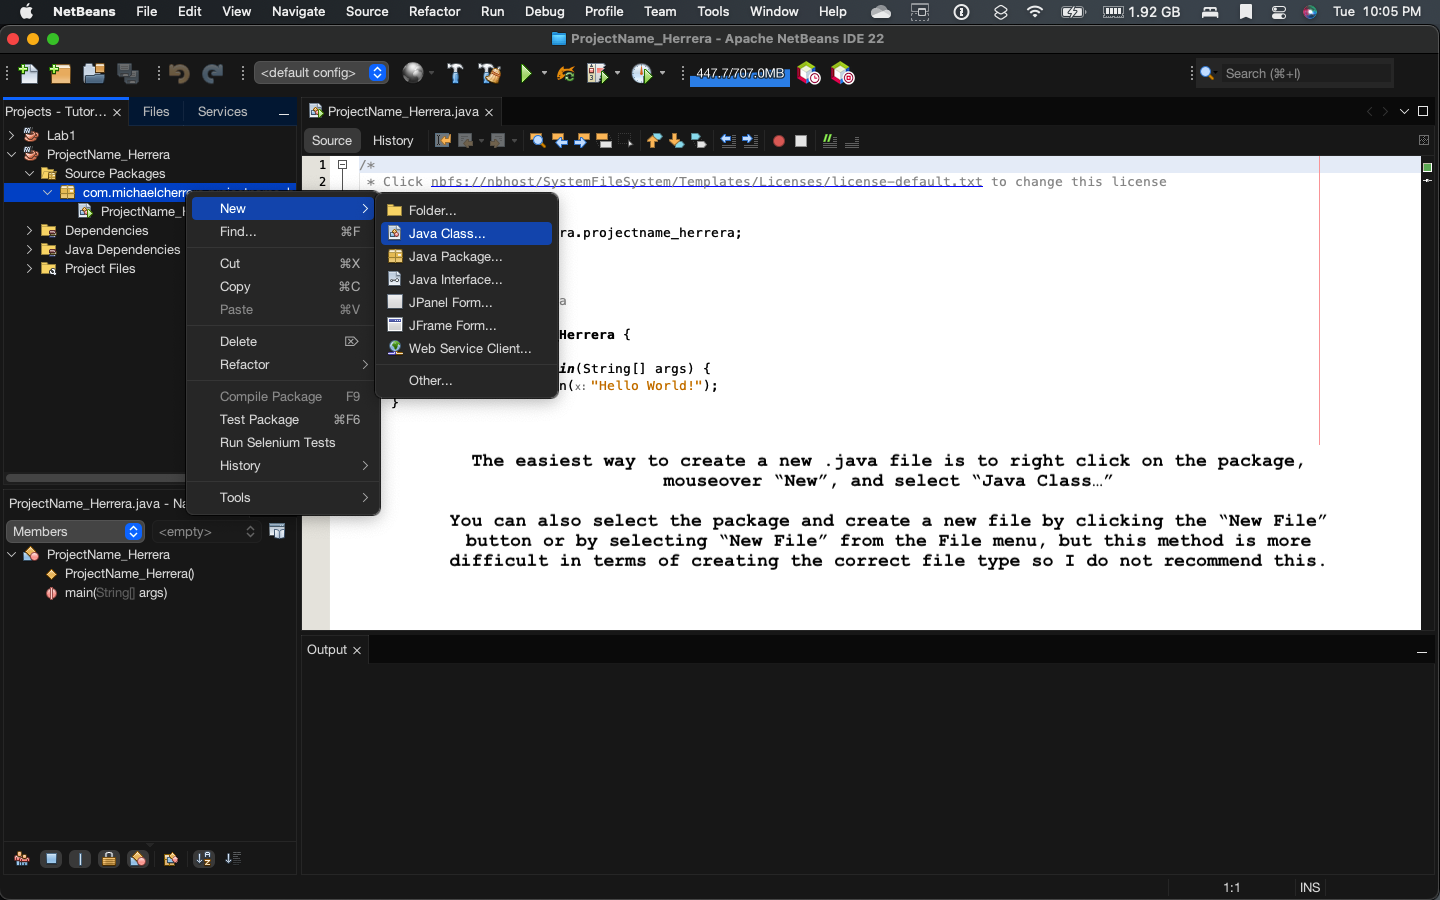 NetBeans File Edit View Navigate Source Refactor Run Debug Profile Team Tools Window Help 1.92 GB Tue 10:05 PM
ProjectName_Herrera - Apache NetBeans IDE 22
<default config> 447.7/707.0MB Search (⌘+I)
Projects - Tutor... Files Services
ProjectName_Herrera.java
Source History
Lab1
ProjectName_Herrera
Source Packages
com.michaelcherr
ProjectName_H
Dependencies
Java Dependencies
Project Files
New
Find... ⌘F
Cut ⌘X
Copy ⌘C
Paste ⌘V
Delete ⌦
Refactor
Compile Package F9
Test Package ⌘F6
Run Selenium Tests
History
Tools
Folder...
Java Class...
Java Package...
Java Interface...
JPanel Form...
JFrame Form...
Web Service Client...
Other...
1 /*
2 * Click nbfs://nbhost/SystemFileSystem/Templates/Licenses/license-default.txt to change this license
ra.projectname_herrera;
a
Herrera {
in(String[] args) {
n(x: "Hello World!");
}
The easiest way to create a new .java file is to right click on the package,
mouseover “New”, and select “Java Class…”
You can also select the package and create a new file by clicking the “New File”
button or by selecting “New File” from the File menu, but this method is more
difficult in terms of creating the correct file type so I do not recommend this.
ProjectName_Herrera.java - Na
Members <empty>
ProjectName_Herrera
ProjectName_Herrera()
main(String[] args)
Output
1:1 INS